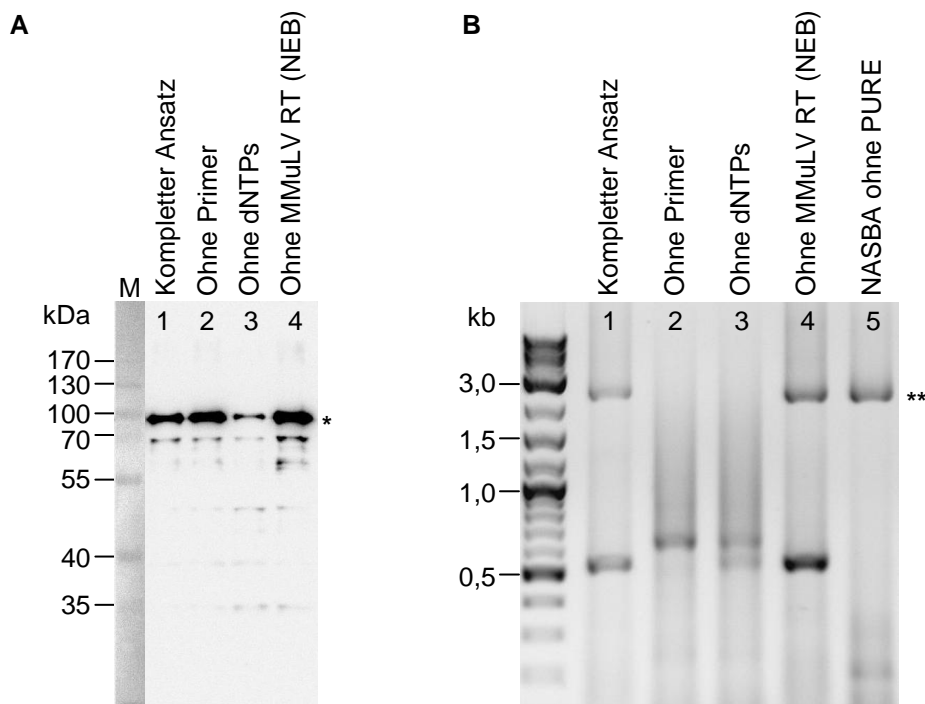 A
M
Kompletter Ansatz
Ohne Primer
Ohne dNTPs
Ohne MMuLV RT (NEB)
kDa
1 2 3 4
170
130
100
70
55
40
35
*
B
Kompletter Ansatz
Ohne Primer
Ohne dNTPs
Ohne MMuLV RT (NEB)
NASBA ohne PURE
kb
1 2 3 4 5
3,0
1,5
1,0
0,5
**